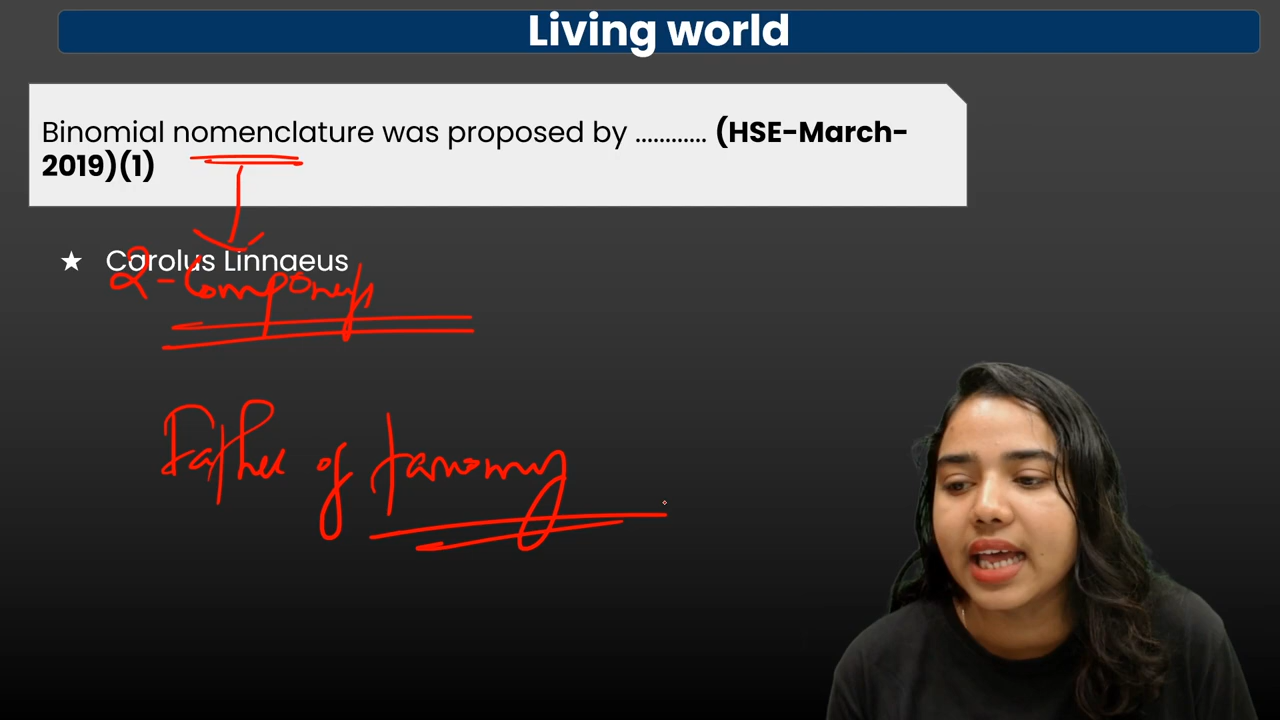 Living world
Binomial nomenclature was proposed by ............ (HSE-March-
2019)(1)
★ Carolus Linnaeus
2-Components
Father of taxonomy